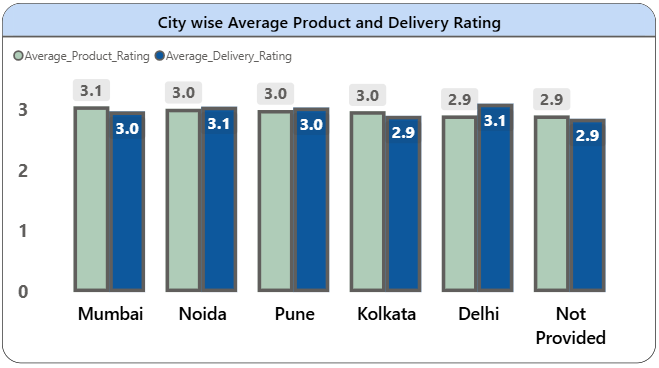 City wise Average Product and Delivery Rating
Average_Product_Rating Average_Delivery_Rating
3.1 3.0 3.0 3.0 2.9 2.9
3.0 3.1 3.0 2.9 3.1 2.9
3
2
1
0
Mumbai Noida Pune Kolkata Delhi Not
Provided